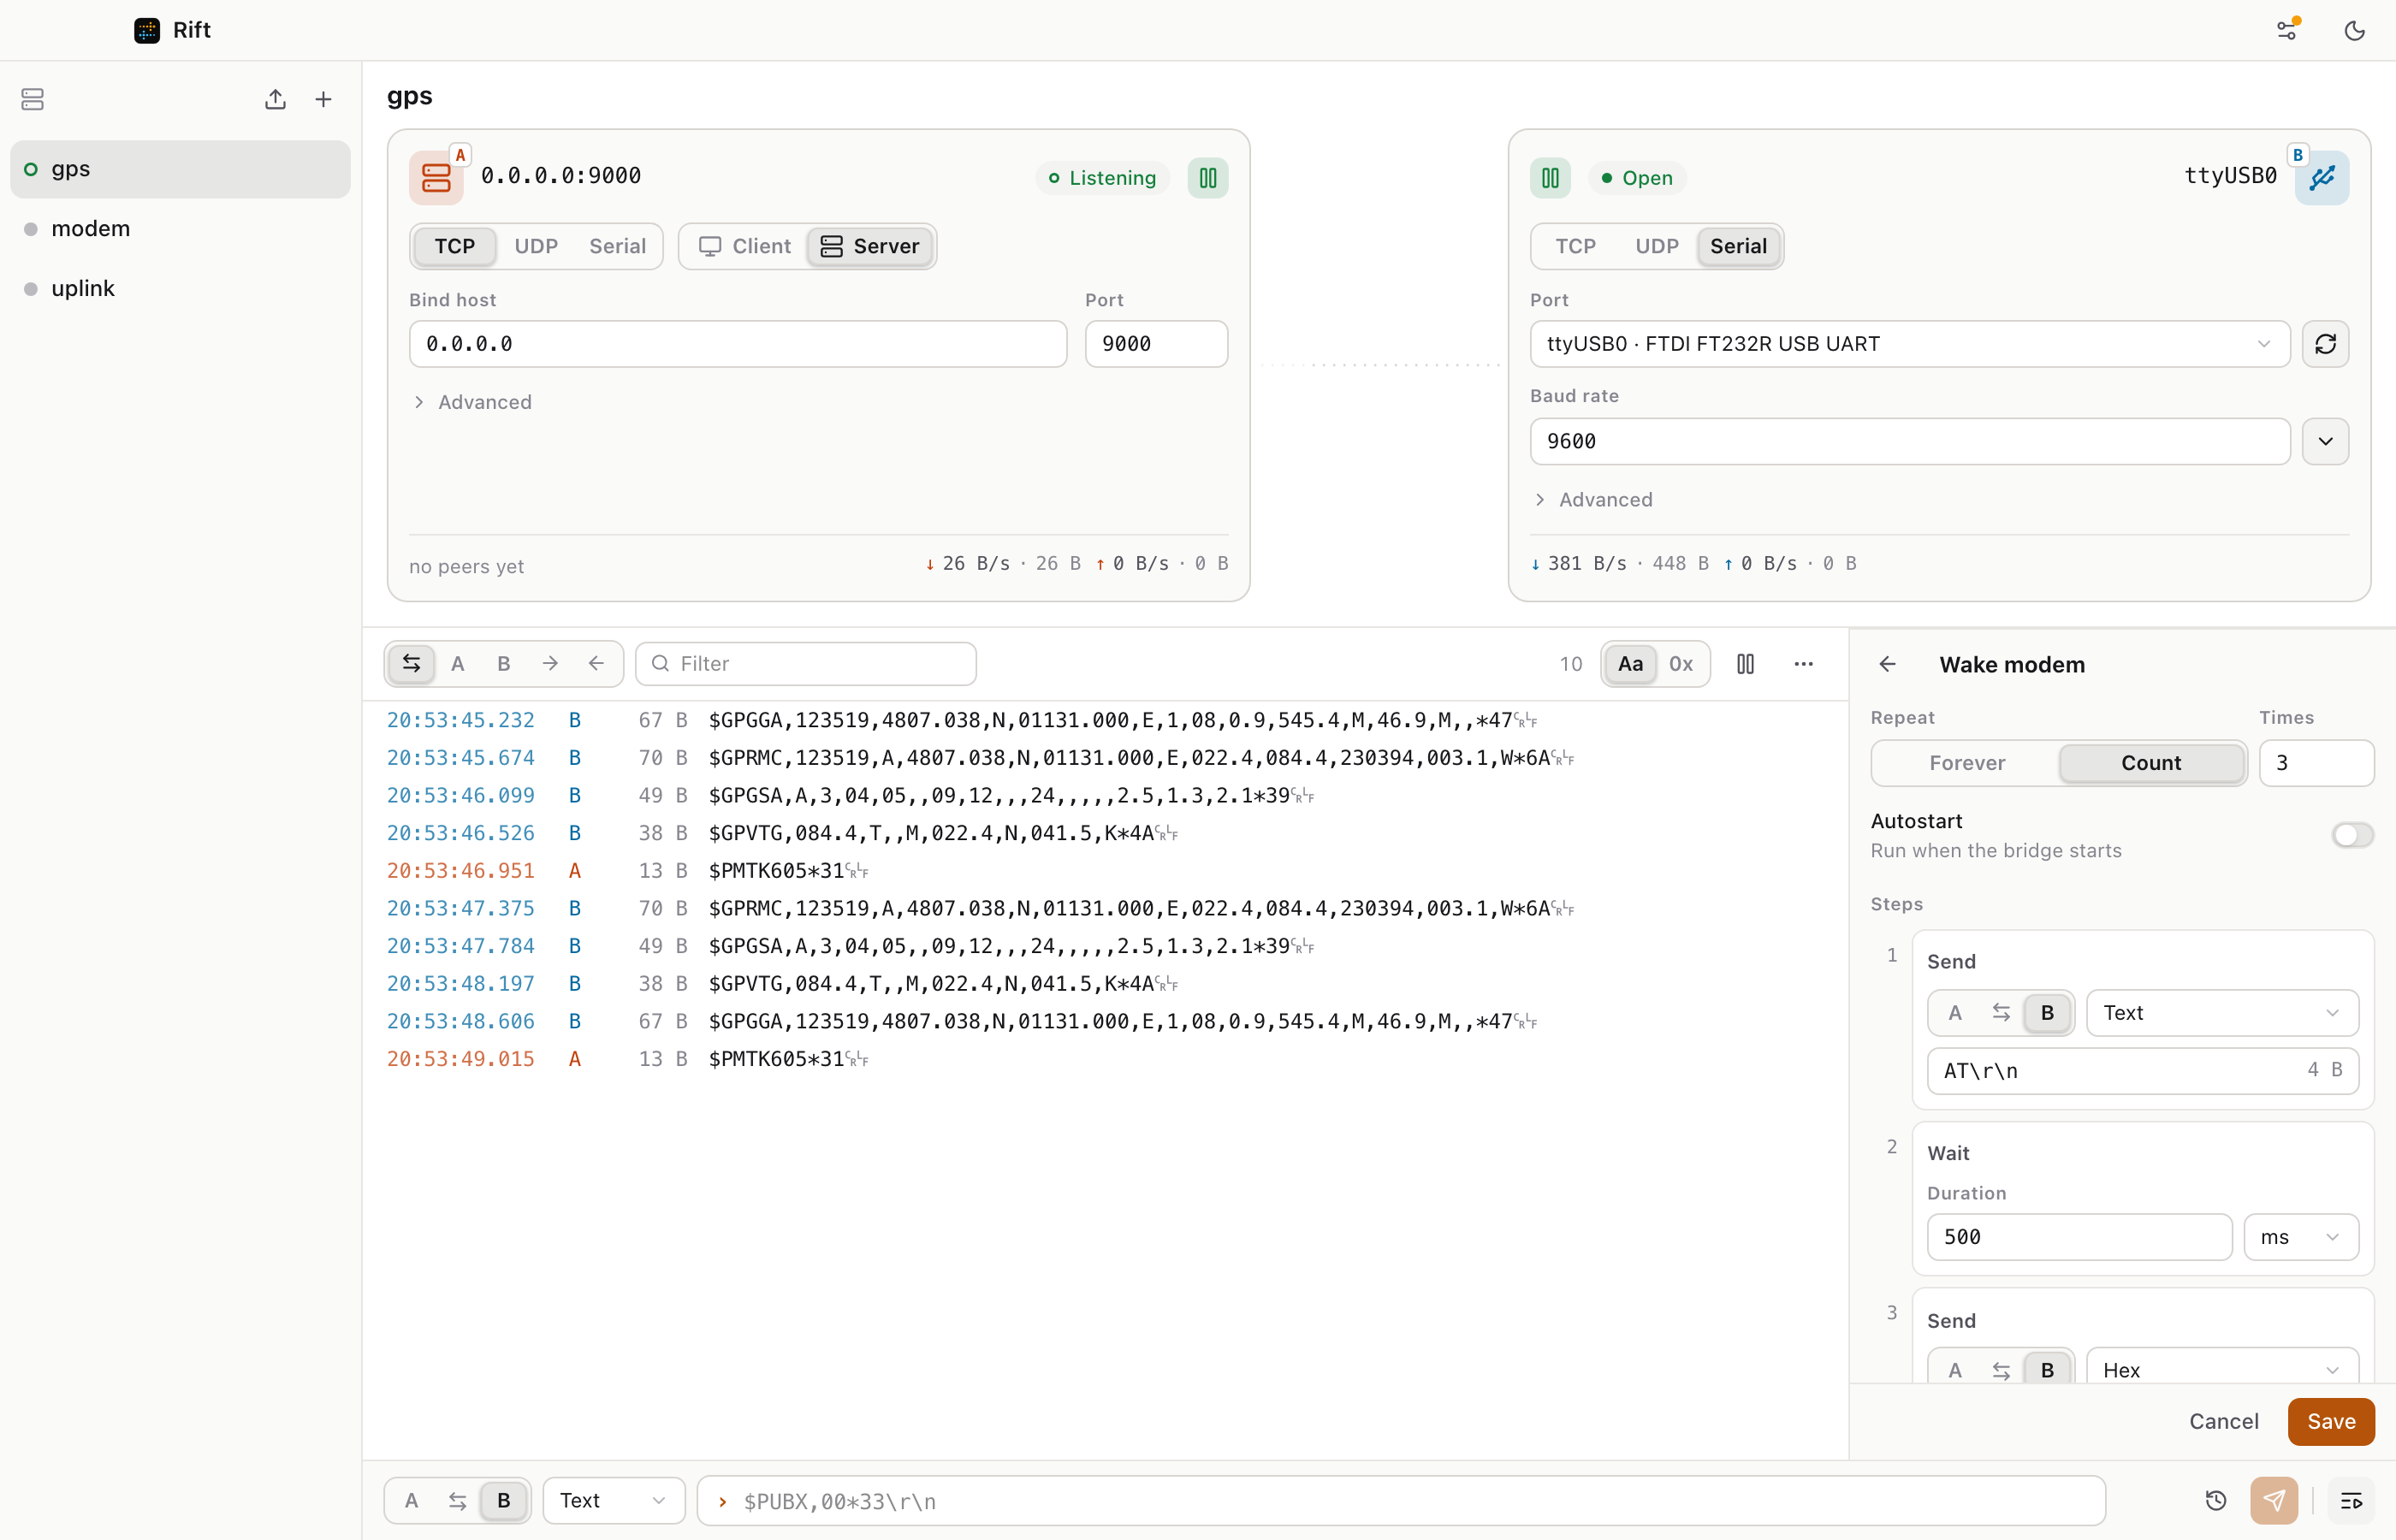 Rift
gps
modem
uplink
gps
A
0.0.0.0:9000
Listening
TCP UDP Serial
Client Server
Bind host
Port
0.0.0.0
9000
Advanced
no peers yet
↓ 26 B/s · 26 B ↑ 0 B/s · 0 B
Open
ttyUSB0
B
TCP UDP Serial
Port
ttyUSB0 · FTDI FT232R USB UART
Baud rate
9600
Advanced
↓ 381 B/s · 448 B ↑ 0 B/s · 0 B
A B → ←
Filter
10
Aa 0x
20:53:45.232 B 67 B $GPGGA,123519,4807.038,N,01131.000,E,1,08,0.9,545.4,M,46.9,M,,*47␍␊
20:53:45.674 B 70 B $GPRMC,123519,A,4807.038,N,01131.000,E,022.4,084.4,230394,003.1,W*6A␍␊
20:53:46.099 B 49 B $GPGSA,A,3,04,05,,09,12,,,24,,,,,2.5,1.3,2.1*39␍␊
20:53:46.526 B 38 B $GPVTG,084.4,T,,M,022.4,N,041.5,K*4A␍␊
20:53:46.951 A 13 B $PMTK605*31␍␊
20:53:47.375 B 70 B $GPRMC,123519,A,4807.038,N,01131.000,E,022.4,084.4,230394,003.1,W*6A␍␊
20:53:47.784 B 49 B $GPGSA,A,3,04,05,,09,12,,,24,,,,,2.5,1.3,2.1*39␍␊
20:53:48.197 B 38 B $GPVTG,084.4,T,,M,022.4,N,041.5,K*4A␍␊
20:53:48.606 B 67 B $GPGGA,123519,4807.038,N,01131.000,E,1,08,0.9,545.4,M,46.9,M,,*47␍␊
20:53:49.015 A 13 B $PMTK605*31␍␊
Wake modem
Repeat
Times
Forever Count
3
Autostart
Run when the bridge starts
Steps
1
Send
A B
Text
AT\r\n
4 B
2
Wait
Duration
500
ms
3
Send
A B
Hex
Cancel
Save
A B
Text
› $PUBX,00*33\r\n